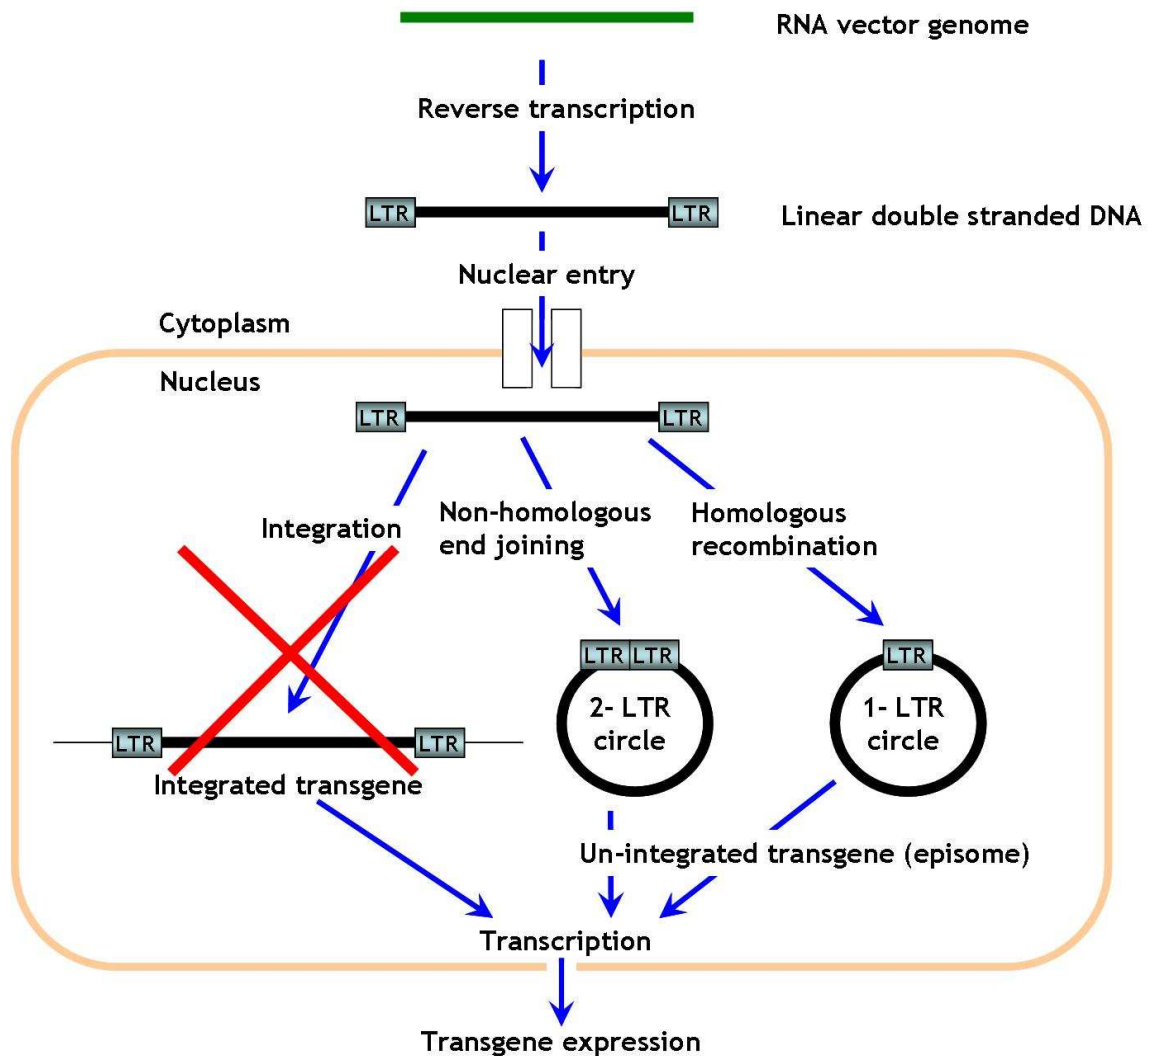 RNA vector genome
Reverse transcription
LTR LTR
Linear double stranded DNA
Nuclear entry
Cytoplasm
Nucleus
LTR LTR
Integration
Non-homologous
end joining
Homologous
recombination
LTR LTR
Integrated transgene
LTR LTR
2- LTR
circle
LTR
1- LTR
circle
Un-integrated transgene (episome)
Transcription
Transgene expression